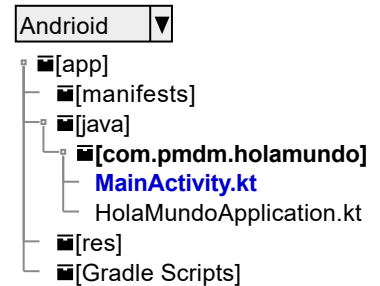 Andrioid
[app]
[manifests]
[java]
[com.pmdm.holamundo]
MainActivity.kt
HolaMundoApplication.kt
[res]
[Gradle Scripts]